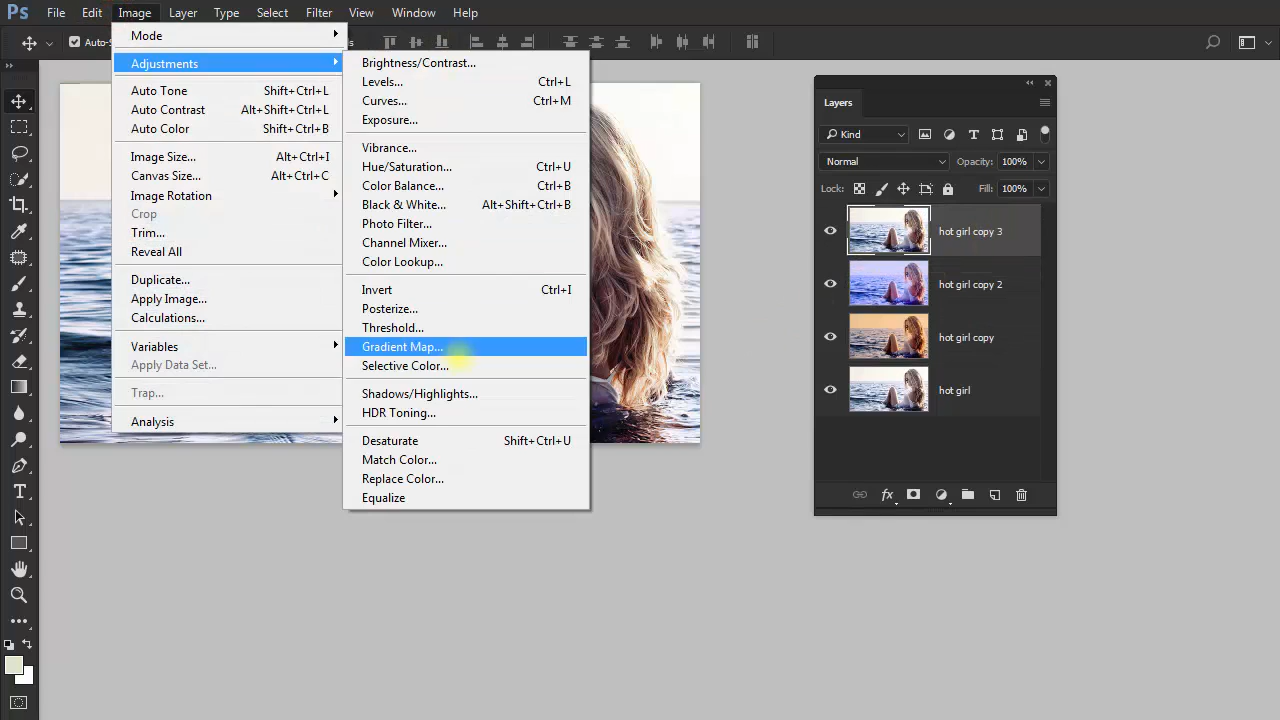 Ps File Edit Image Layer Type Select Filter View Window Help
Auto-S
Mode
Adjustments
Auto Tone Shift+Ctrl+L
Auto Contrast Alt+Shift+Ctrl+L
Auto Color Shift+Ctrl+B
Image Size... Alt+Ctrl+I
Canvas Size... Alt+Ctrl+C
Image Rotation
Crop
Trim...
Reveal All
Duplicate...
Apply Image...
Calculations...
Variables
Apply Data Set...
Trap...
Analysis
Brightness/Contrast...
Levels... Ctrl+L
Curves... Ctrl+M
Exposure...
Vibrance...
Hue/Saturation... Ctrl+U
Color Balance... Ctrl+B
Black & White... Alt+Shift+Ctrl+B
Photo Filter...
Channel Mixer...
Color Lookup...
Invert Ctrl+I
Posterize...
Threshold...
Gradient Map...
Selective Color...
Shadows/Highlights...
HDR Toning...
Desaturate Shift+Ctrl+U
Match Color...
Replace Color...
Equalize
Layers
Kind
Normal Opacity: 100%
Lock: Fill: 100%
hot girl copy 3
hot girl copy 2
hot girl copy
hot girl
fx